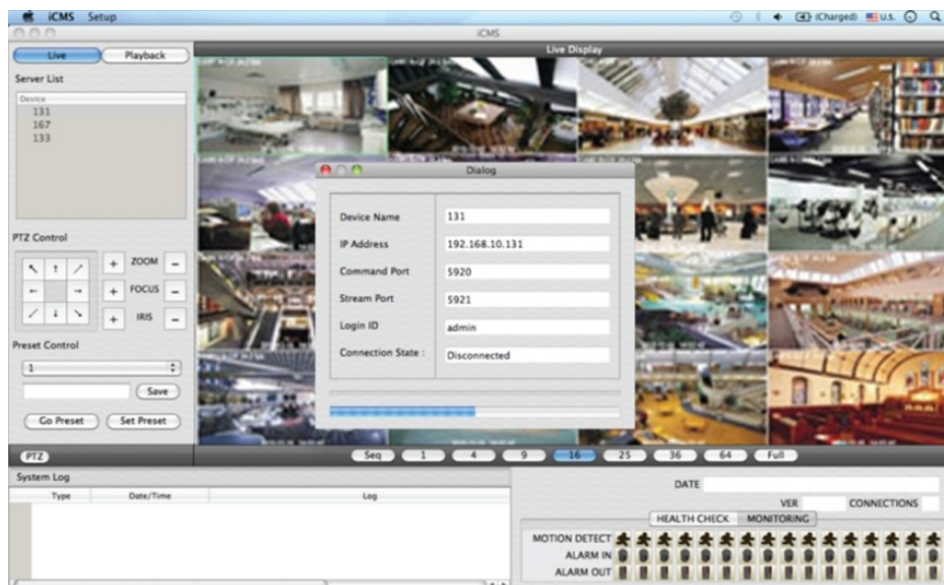 iCMS Setup (Charged) U.S.
iCMS
Live Playback
Live Display
Server List
Device
131
167
133
Dialog
Device Name 131
IP Address 192.168.10.131
Command Port 5920
Stream Port 5921
Login ID admin
Connection State : Disconnected
PTZ Control
+ ZOOM -
+ FOCUS -
+ IRIS -
Preset Control
1
Save
Go Preset Set Preset
PTZ
Seq 1 4 9 16 25 36 64 Full
System Log
Type Date/Time Log
DATE
VER CONNECTIONS
HEALTH CHECK MONITORING
MOTION DETECT
ALARM IN
ALARM OUT